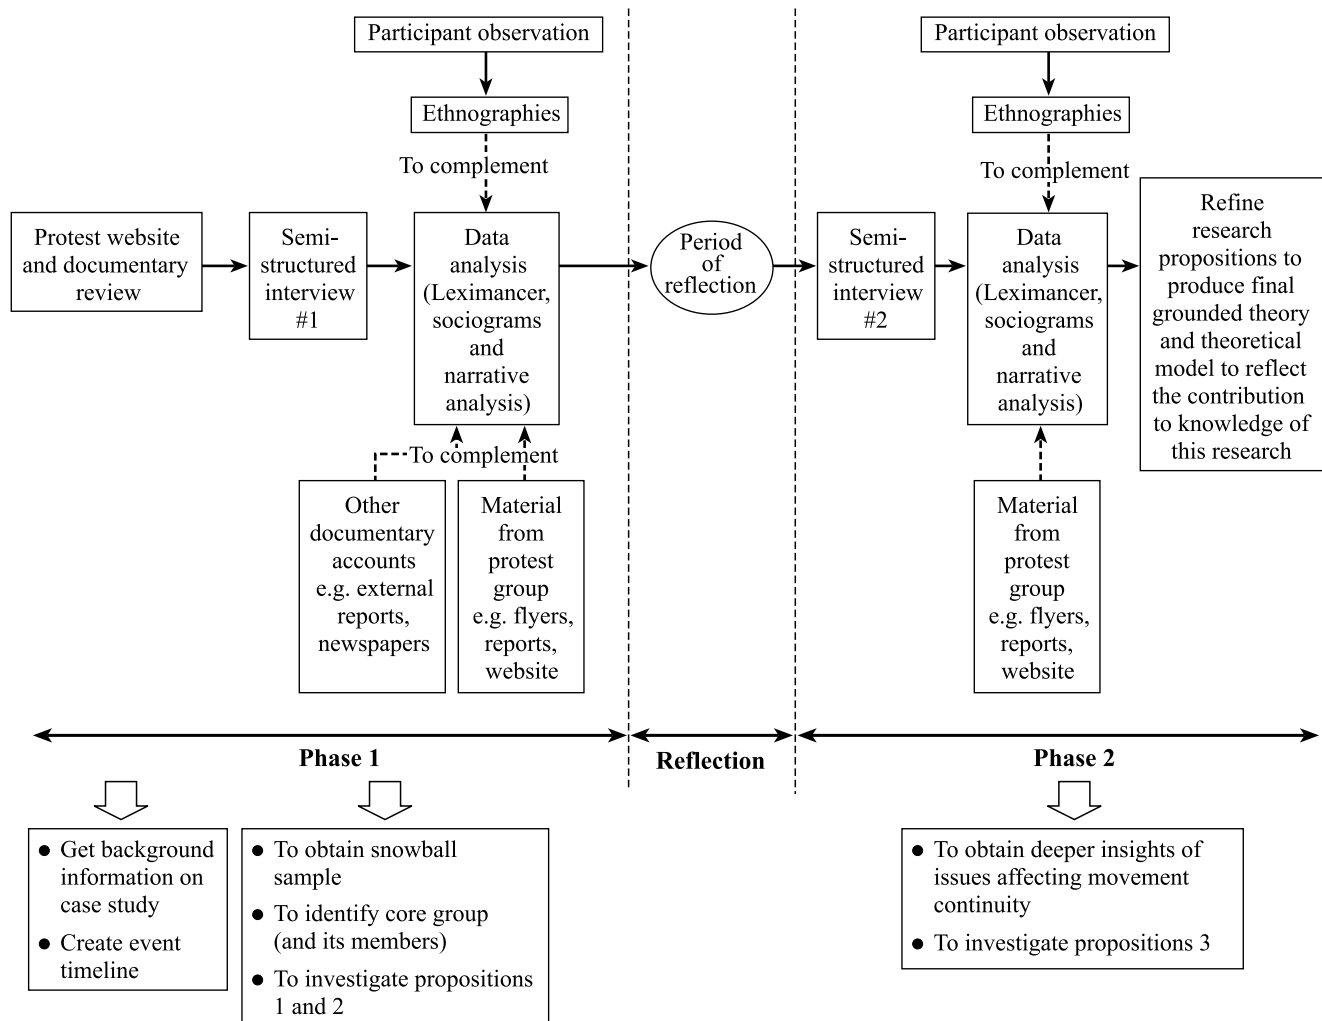 Participant observation
Ethnographies
To complement
Protest website
and documentary
review
Semi-
structured
interview
#1
Data
analysis
(Leximancer,
sociograms
and
narrative
analysis)
To complement
Other
documentary
accounts
e.g. external
reports,
newspapers
Material
from
protest
group
e.g. flyers,
reports,
website
Period
of
reflection
Participant observation
Ethnographies
To complement
Semi-
structured
interview
#2
Data
analysis
(Leximancer,
sociograms
and
narrative
analysis)
Material
from
protest
group
e.g. flyers,
reports,
website
Refine
research
propositions to
produce final
grounded theory
and theoretical
model to reflect
the contribution
to knowledge of
this research
Phase 1
Reflection
Phase 2
● Get background
information on
case study
● Create event
timeline
● To obtain snowball
sample
● To identify core group
(and its members)
● To investigate propositions
1 and 2
● To obtain deeper insights of
issues affecting movement
continuity
● To investigate propositions 3